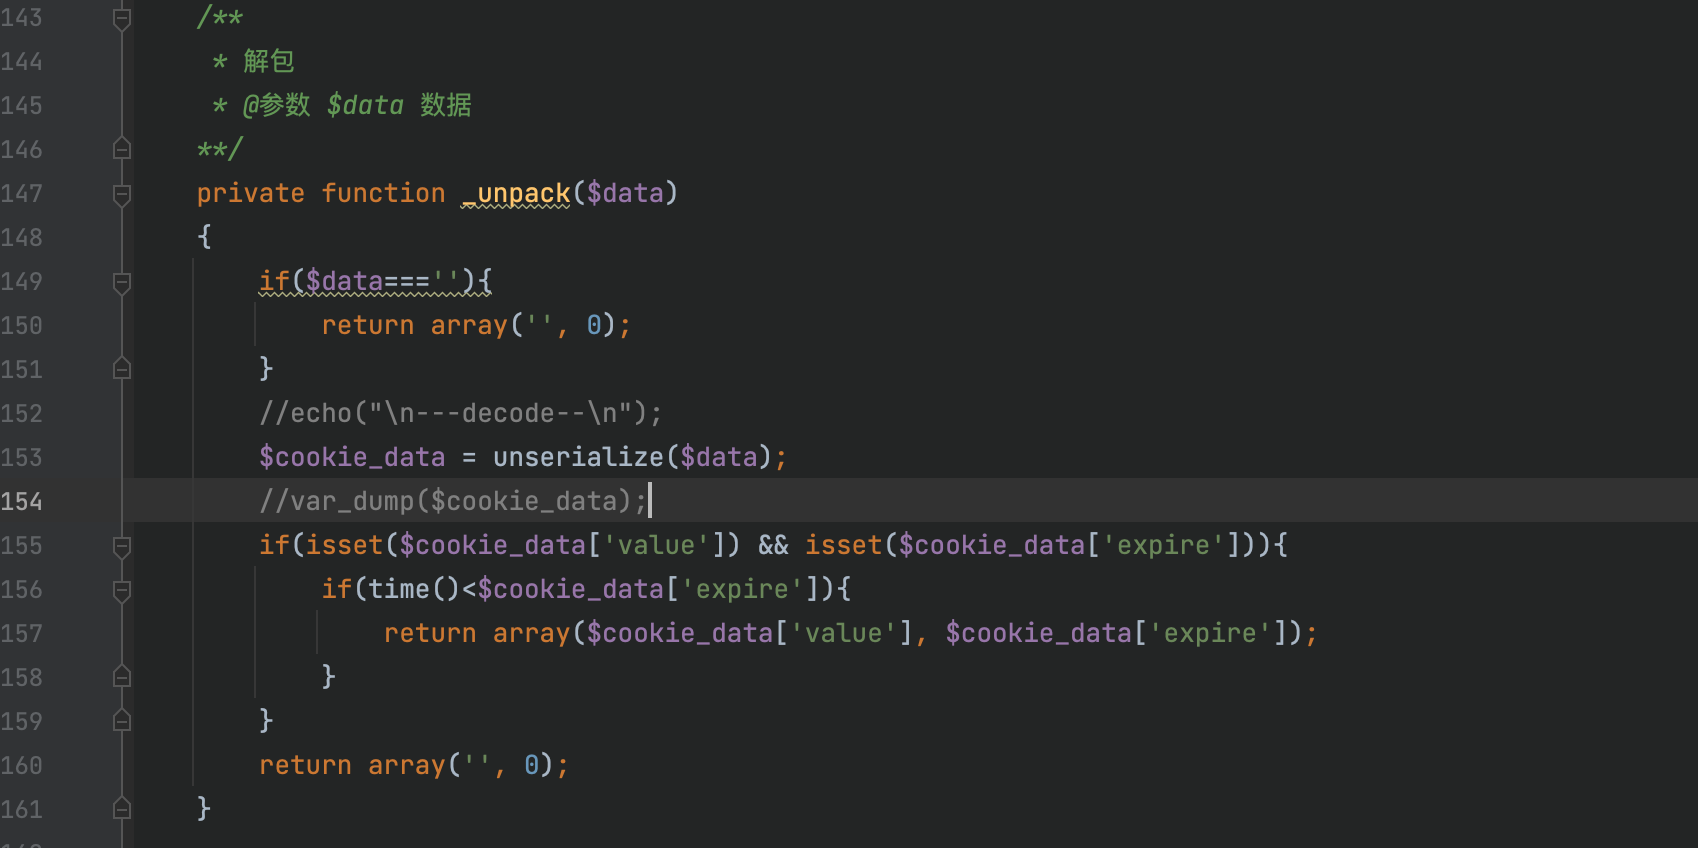 143 /**
144 * 解包
145 * @参数 $data 数据
146 **/
147 private function _unpack($data)
148 {
149 if($data===''){
150 return array('', 0);
151 }
152 //echo("\n---decode--\n");
153 $cookie_data = unserialize($data);
154 //var_dump($cookie_data);
155 if(isset($cookie_data['value']) && isset($cookie_data['expire'])){
156 if(time()<$cookie_data['expire']){
157 return array($cookie_data['value'], $cookie_data['expire']);
158 }
159 }
160 return array('', 0);
161 }